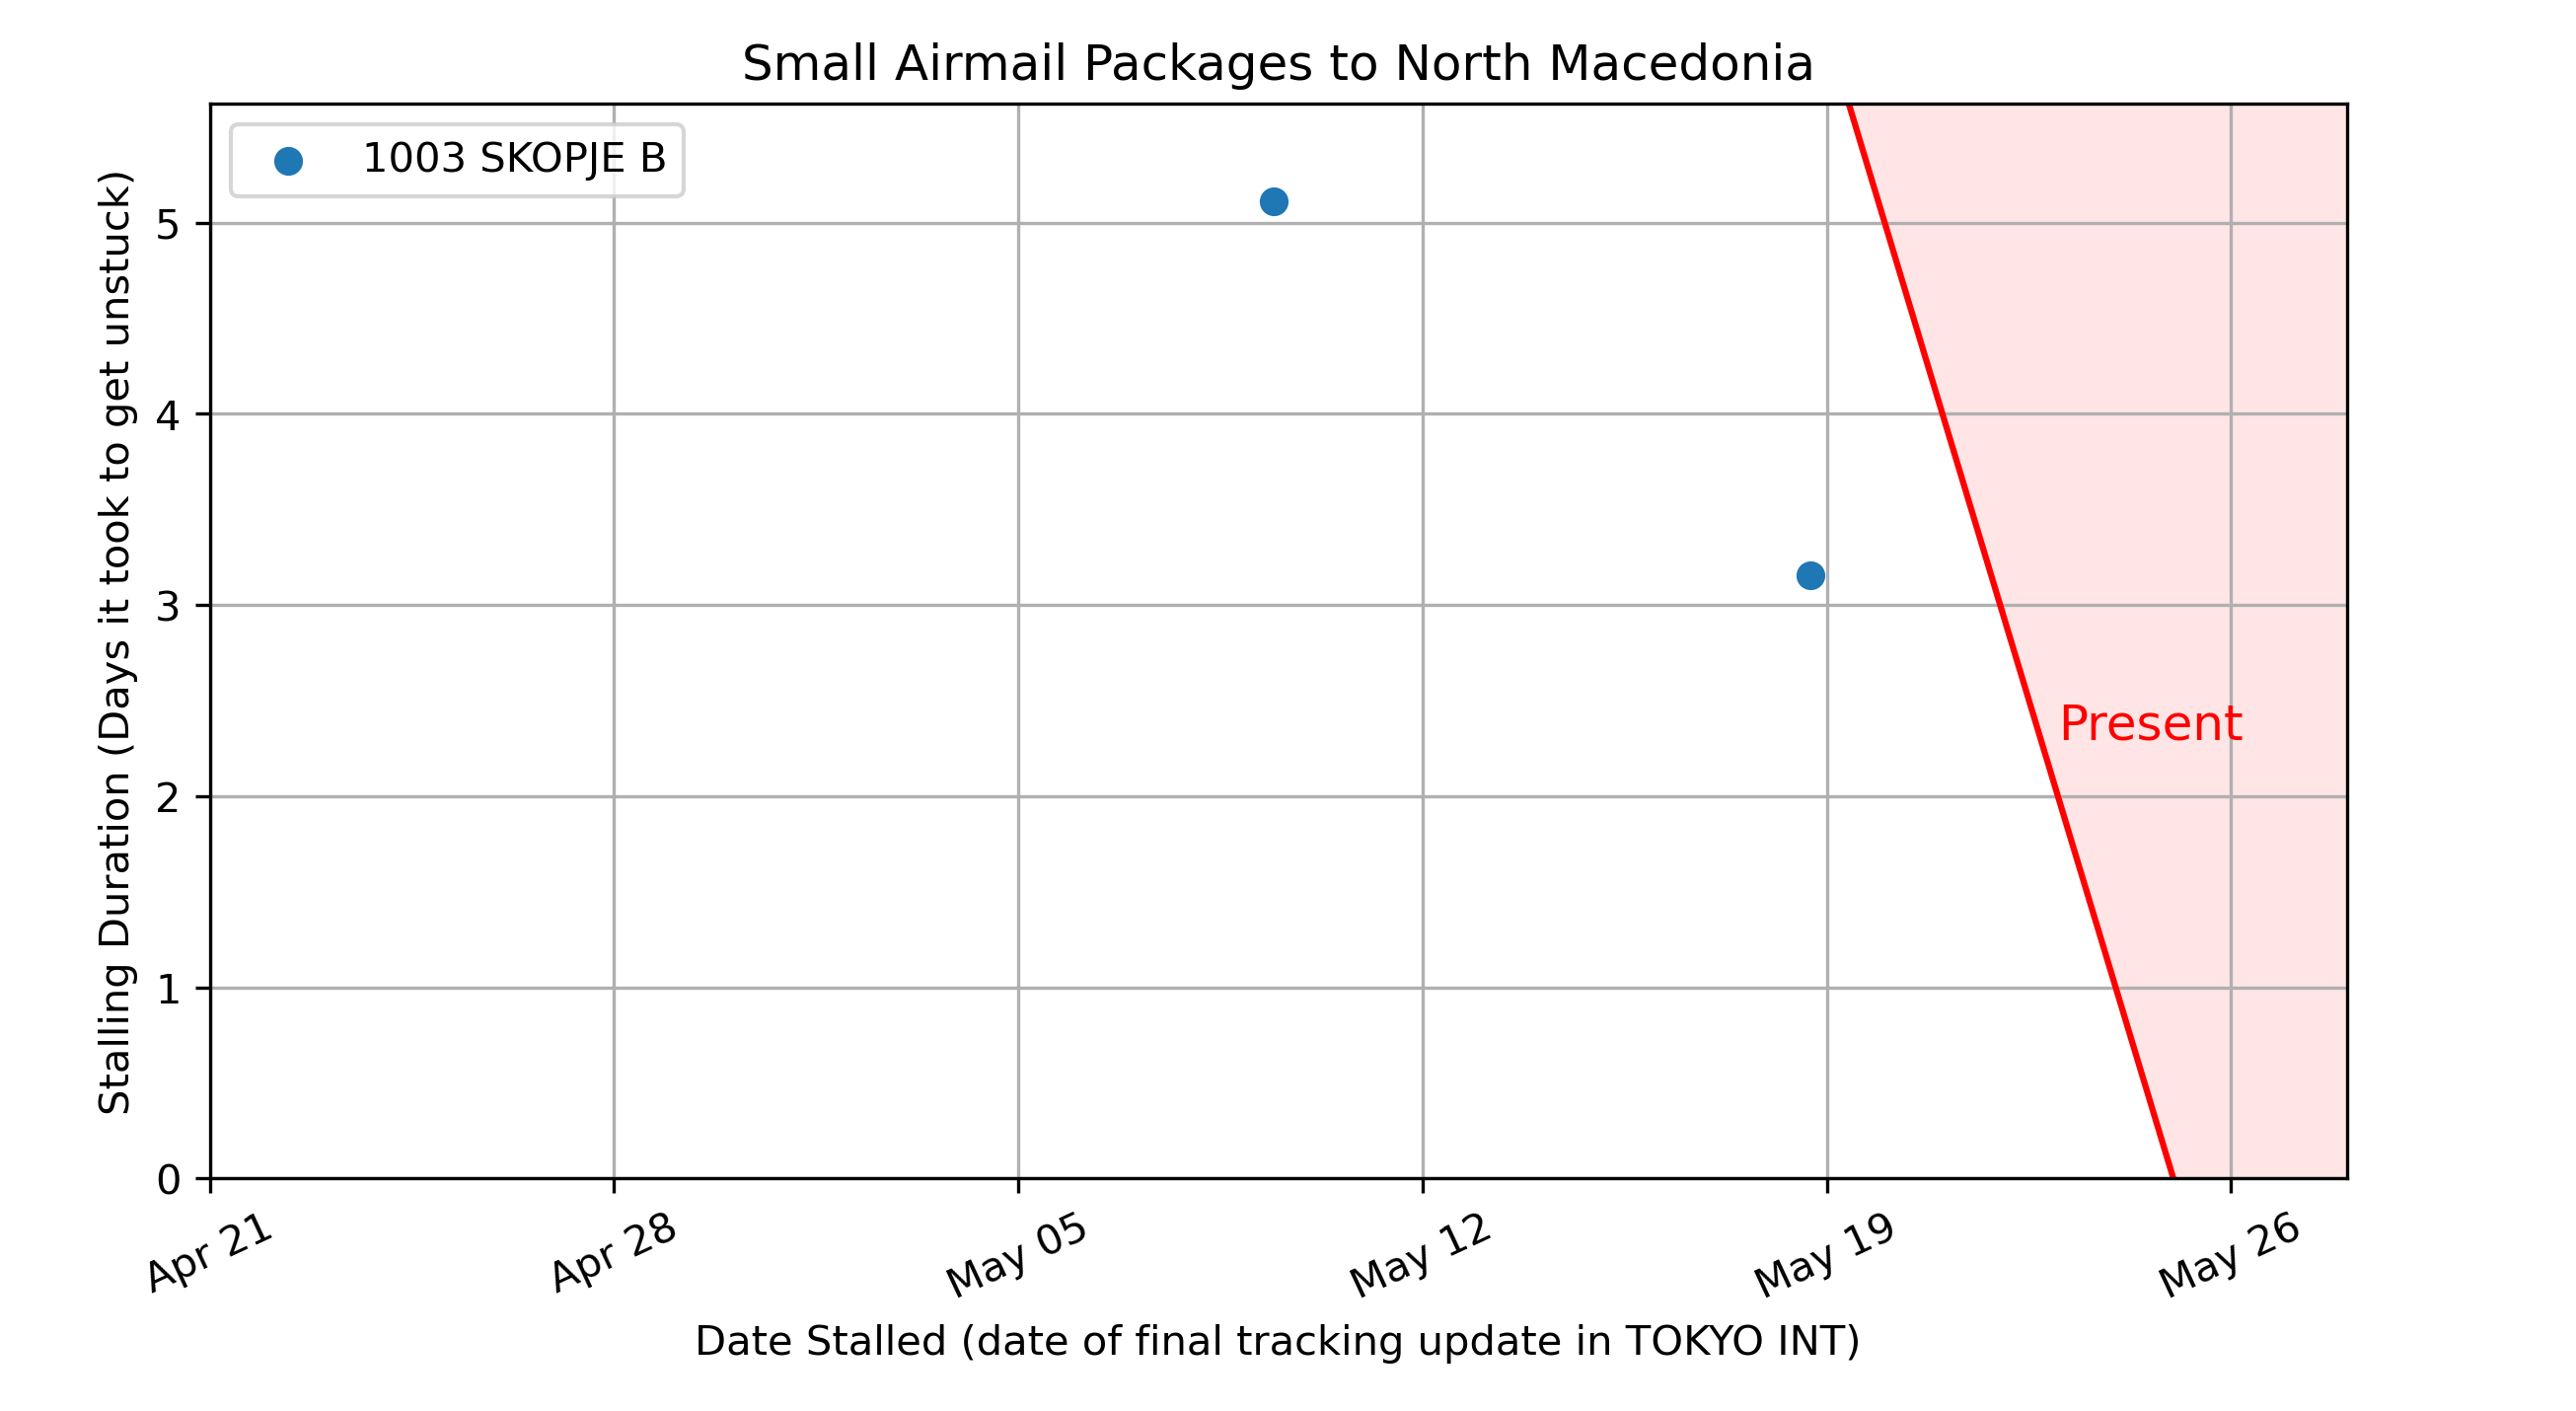 Small Airmail Packages to North Macedonia
1003 SKOPJE B
Stalling Duration (Days it took to get unstuck)
5
4
3
2
1
0
Present
Apr 21
Apr 28
May 05
May 12
May 19
May 26
Date Stalled (date of final tracking update in TOKYO INT)